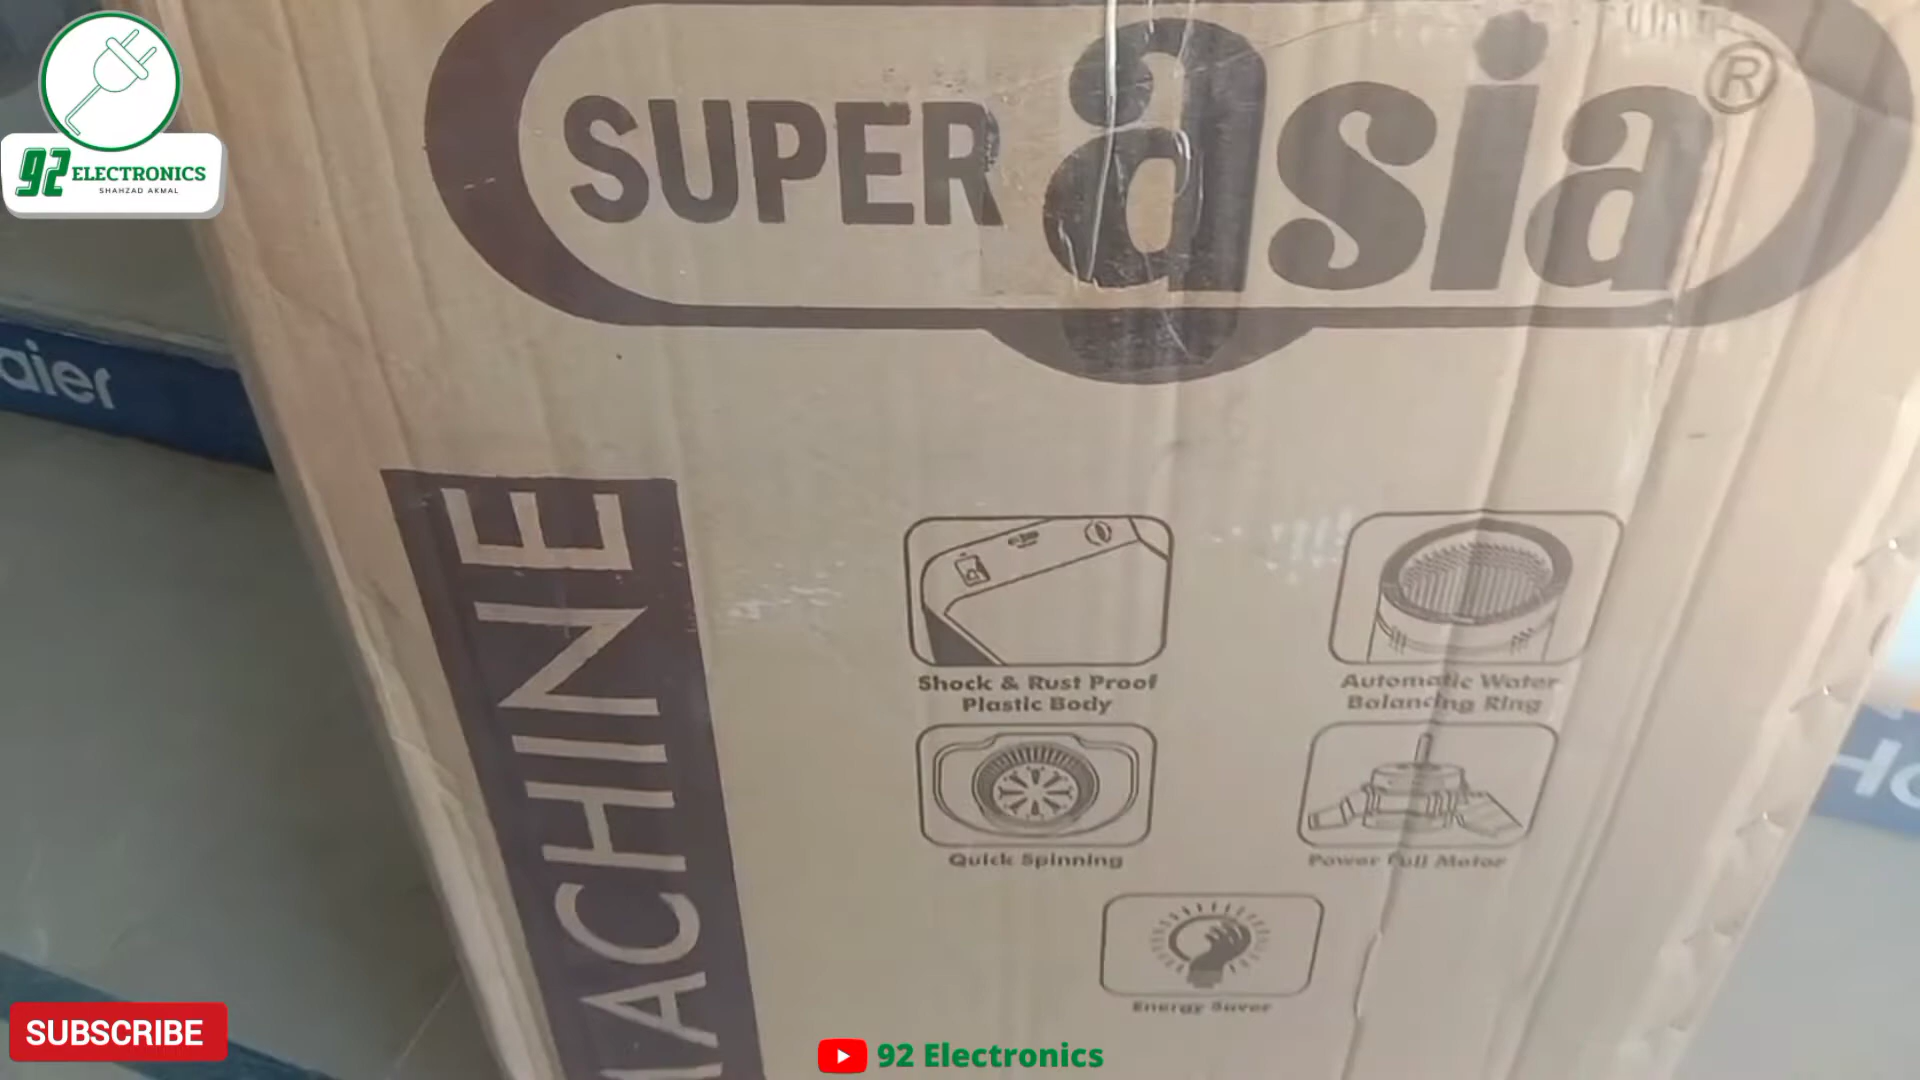 92 ELECTRONICS
SHAHZAD AKMAL
SUPER asia ®
aier
MACHINE
Shock & Rust Proof
Plastic Body
Automatic Water
Balancing Ring
Quick Spinning
Power Full Motor
Energy Saver
SUBSCRIBE
92 Electronics